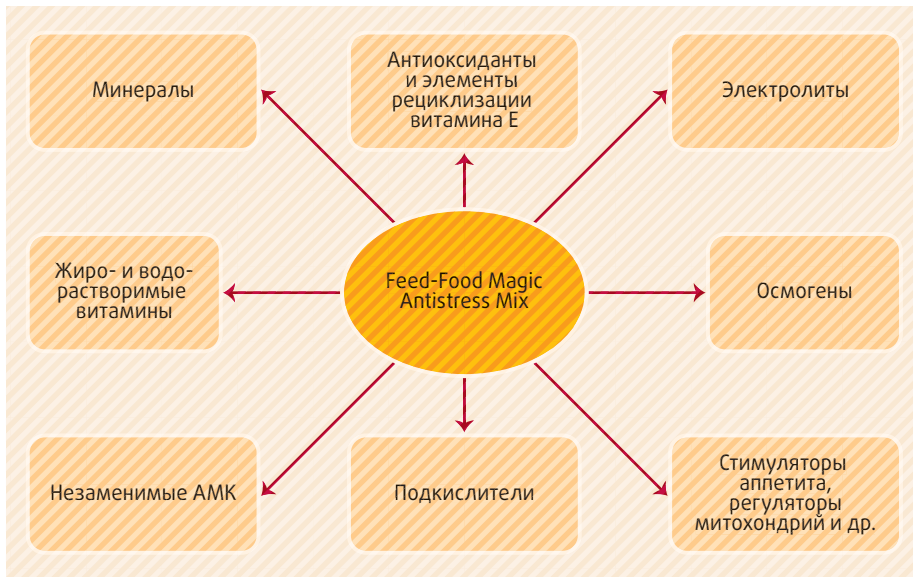 Минералы
Антиоксиданты
и элементы
рециклизации
витамина Е
Электролиты
Жиро- и водо-
растворимые
витамины
Feed-Food Magic
Antistress Mix
Осмогены
Незаменимые АМК
Подкислители
Стимуляторы
аппетита,
регуляторы
митохондрий и др.